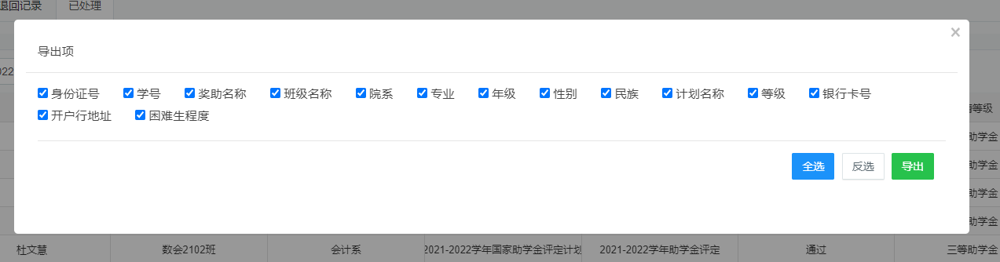 退回记录 已处理
×
导出项
022
身份证号 学号 奖助名称 班级名称 院系 专业 年级 性别 民族 计划名称 等级 银行卡号
开户行地址 困难生程度
等级
助学金
全选 反选 导出
助学金
助学金
助学金
杜文慧 数会2102班 会计系 2021-2022学年国家助学金评定计划 2021-2022学年助学金评定 通过 三等助学金